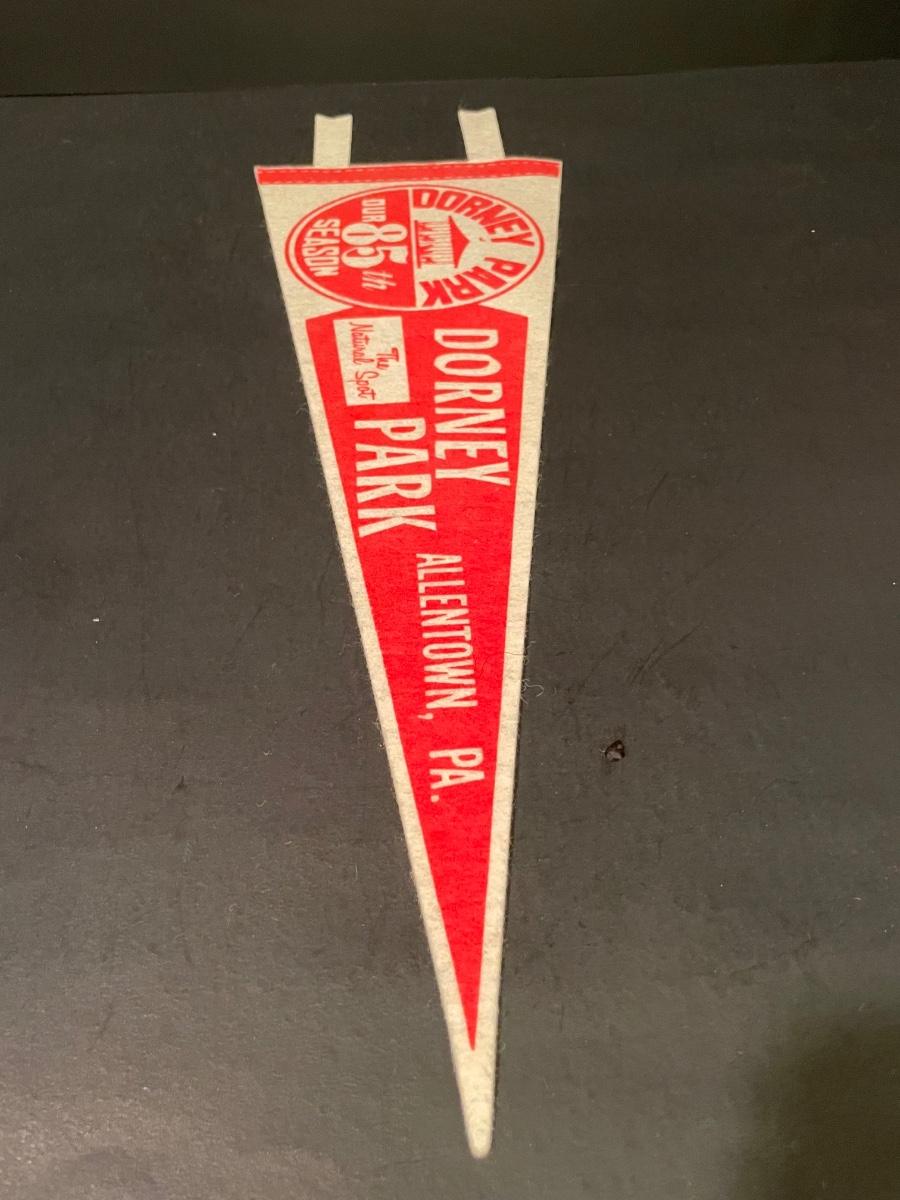 DORNEY PARK
OUR
85th
SEASON
The
Natural Spot
DORNEY
PARK
ALLENTOWN, PA.